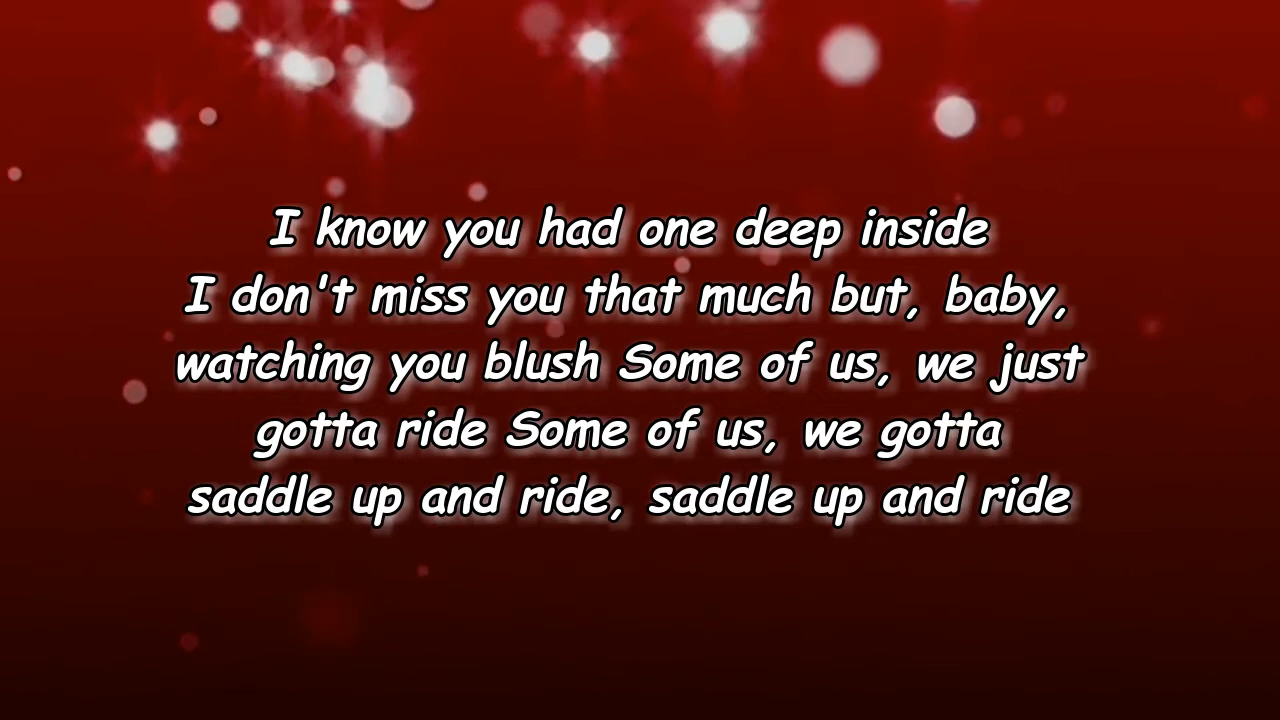 I know you had one deep inside
I don't miss you that much but, baby,
watching you blush Some of us, we just
gotta ride Some of us, we gotta
saddle up and ride, saddle up and ride